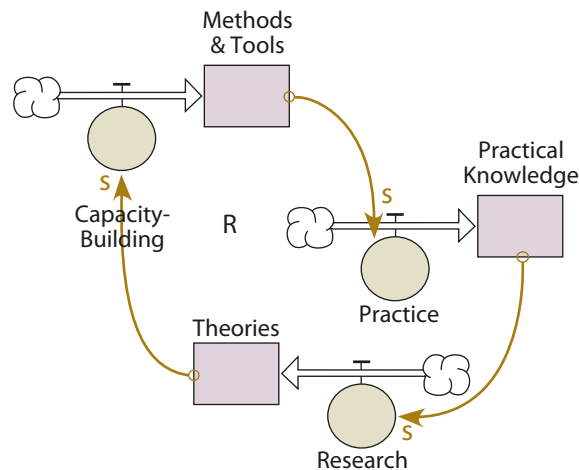 Methods
& Tools
S
Capacity-
Building
R
S
Practical
Knowledge
Practice
Theories
S
Research